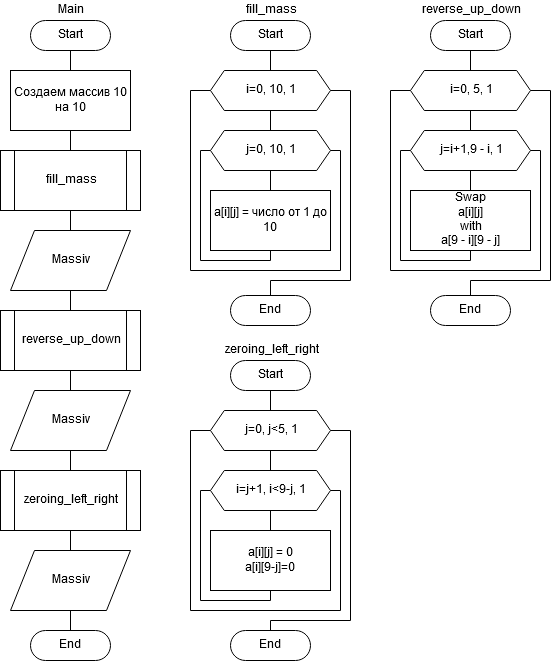 Main
Start
Создаем массив 10
на 10
fill_mass
Massiv
reverse_up_down
Massiv
zeroing_left_right
Massiv
End
fill_mass
Start
i=0, 10, 1
j=0, 10, 1
a[i][j] = число от 1 до
10
End
reverse_up_down
Start
i=0, 5, 1
j=i+1,9 - i, 1
Swap
a[i][j]
with
a[9 - i][9 - j]
End
zeroing_left_right
Start
j=0, j<5, 1
i=j+1, i<9-j, 1
a[i][j] = 0
a[i][9-j]=0
End